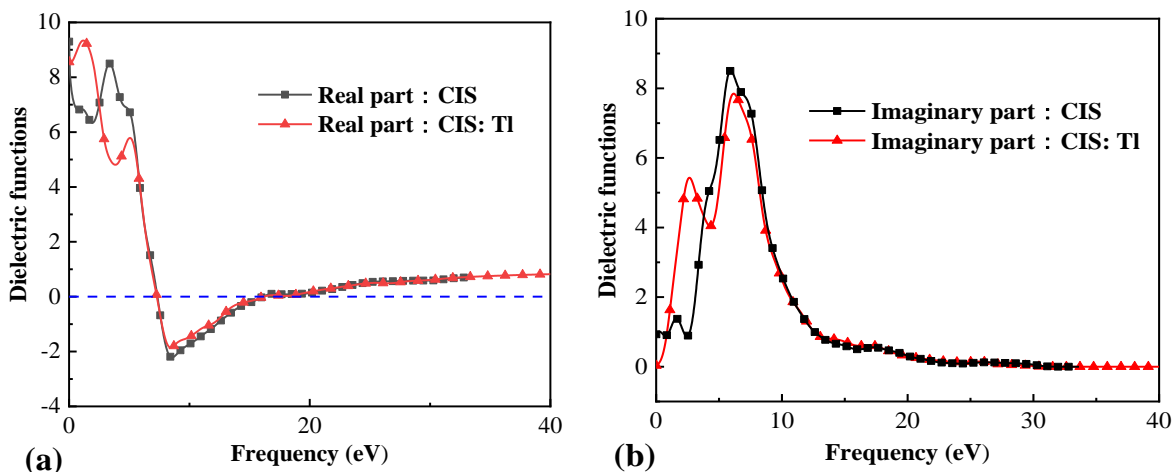 10
8
6
4
2
0
-2
-4
0
20
40
Dielectric functions
Frequency (eV)
Real part：CIS
Real part：CIS: Tl
(a)
10
8
6
4
2
0
0
10
20
30
40
Dielectric functions
Frequency (eV)
Imaginary part：CIS
Imaginary part：CIS: Tl
(b)